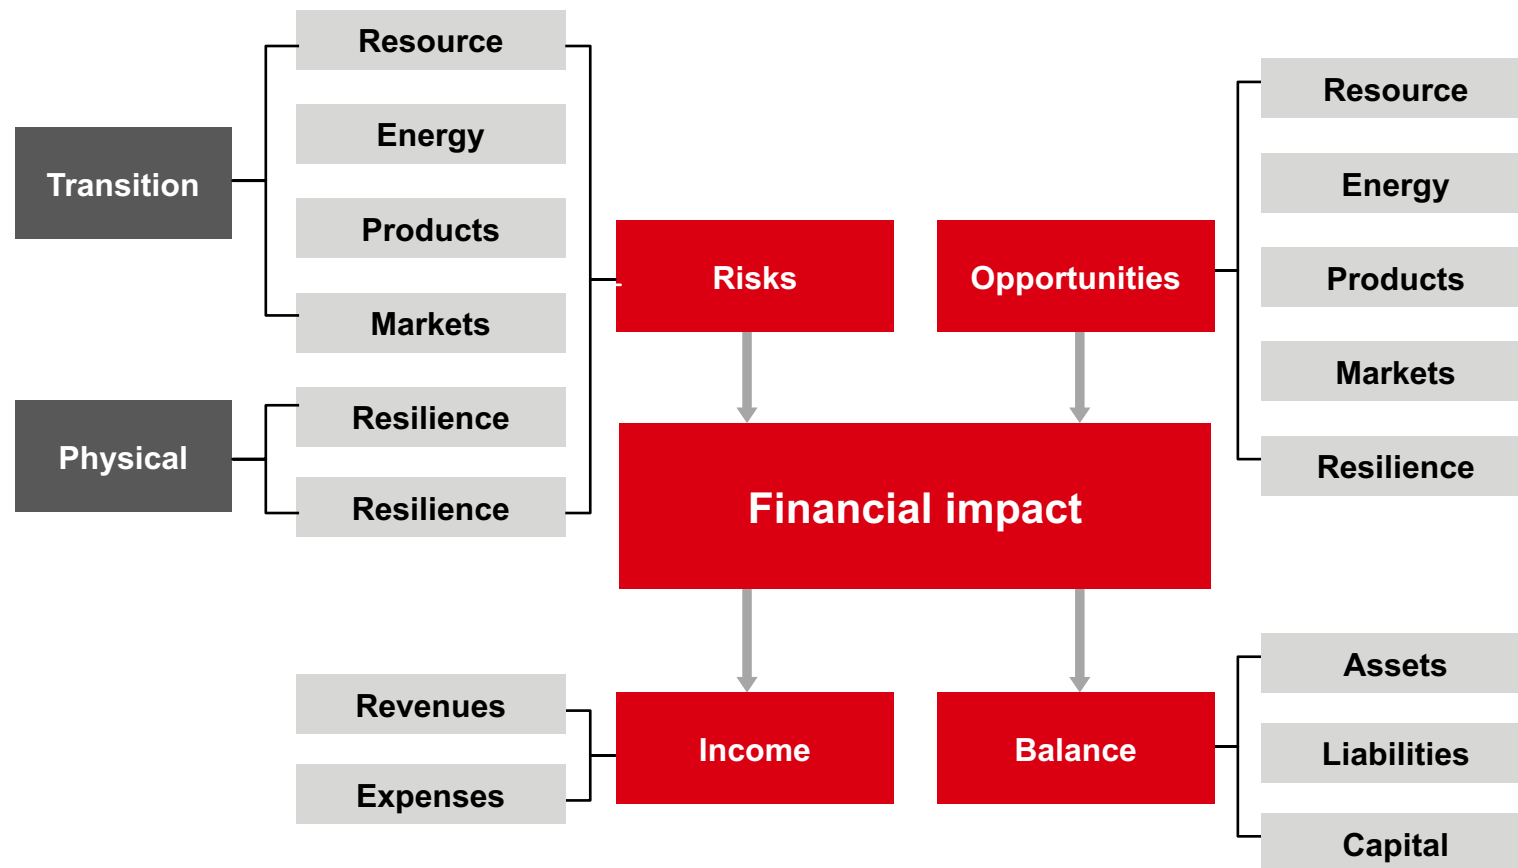 Transition
Resource
Energy
Products
Markets
Physical
Resilience
Resilience
Risks
Opportunities
Resource
Energy
Products
Markets
Resilience
Financial impact
Revenues
Expenses
Income
Balance
Assets
Liabilities
Capital